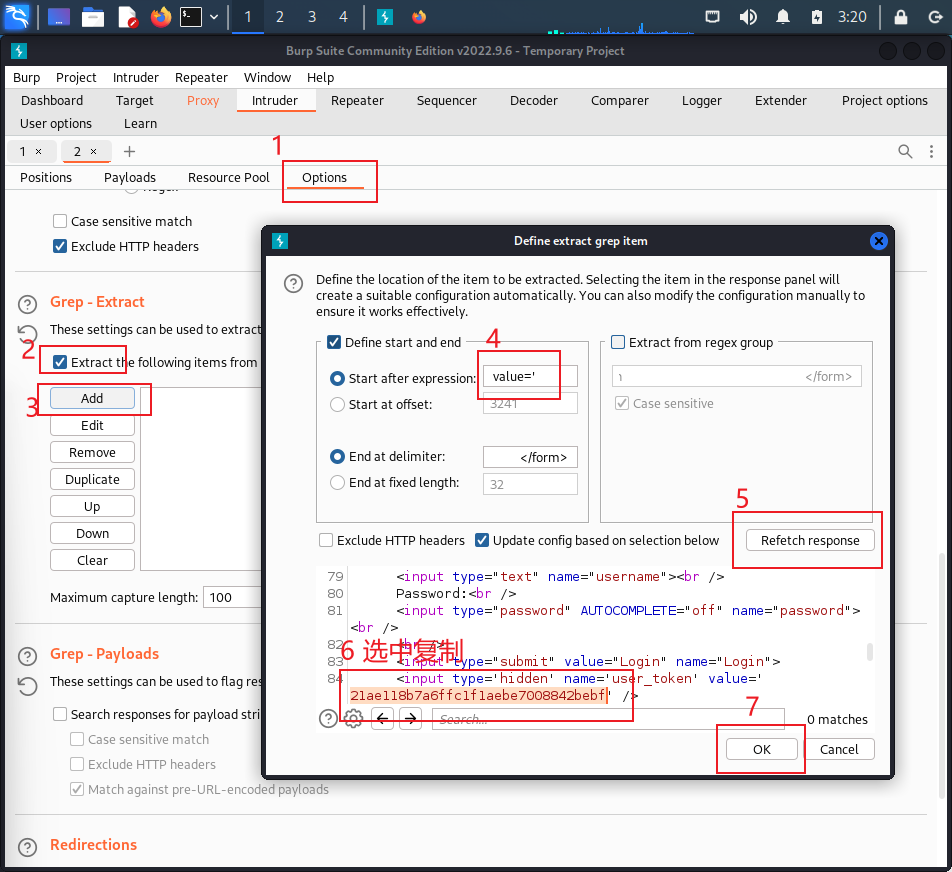 1 2 3 4 3:20
Burp Suite Community Edition v2022.9.6 - Temporary Project
Burp Project Intruder Repeater Window Help
Dashboard Target Proxy Intruder Repeater Sequencer Decoder Comparer Logger Extender Project options
User options Learn
1 × 2 × +
1
Positions Payloads Resource Pool Options
Case sensitive match
Exclude HTTP headers
Grep - Extract
These settings can be used to extract
2
Extract the following items from
3
Add
Edit
Remove
Duplicate
Up
Down
Clear
Maximum capture length: 100
Grep - Payloads
These settings can be used to flag res
Search responses for payload stri
Case sensitive match
Exclude HTTP headers
Match against pre-URL-encoded payloads
Redirections
Define extract grep item
Define the location of the item to be extracted. Selecting the item in the response panel will
create a suitable configuration automatically. You can also modify the configuration manually to
ensure it works effectively.
4
Define start and end
Start after expression: value='
Start at offset: 3241
End at delimiter: </form>
End at fixed length: 32
Extract from regex group
</form>
Case sensitive
5
Exclude HTTP headers Update config based on selection below Refetch response
79 <input type="text" name="username"><br />
80 Password:<br />
81 <input type="password" AUTOCOMPLETE="off" name="password">
<br />
82 <br />
6 选中复制
83 <input type="submit" value="Login" name="Login">
84 <input type='hidden' name='user_token' value='
21ae118b7a6ffc1f1aebe7008842bebf' />
Search... 0 matches
7
OK Cancel